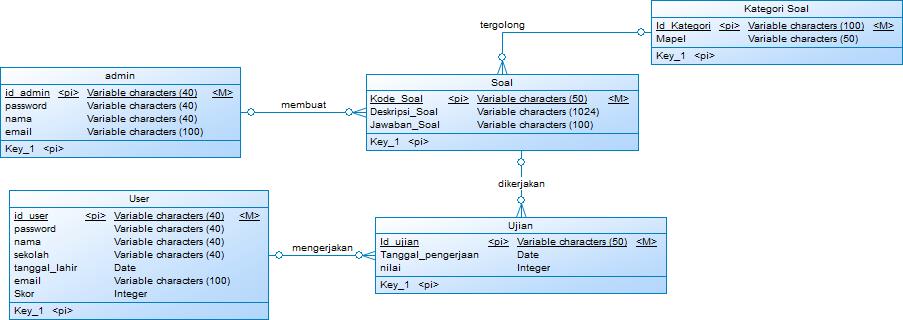 Kategori Soal
Id_Kategori <pi> Variable characters (100) <M>
Mapel Variable characters (50)
Key_1 <pi>
tergolong
admin
id_admin <pi> Variable characters (40) <M>
password Variable characters (40)
nama Variable characters (40)
email Variable characters (100)
Key_1 <pi>
membuat
Soal
Kode_Soal <pi> Variable characters (50) <M>
Deskripsi_Soal Variable characters (1024)
Jawaban_Soal Variable characters (100)
Key_1 <pi>
dikerjakan
User
id_user <pi> Variable characters (40) <M>
password Variable characters (40)
nama Variable characters (40)
sekolah Variable characters (40)
tanggal_lahir Date
email Variable characters (100)
Skor Integer
Key_1 <pi>
mengerjakan
Ujian
Id_ujian <pi> Variable characters (50) <M>
Tanggal_pengerjaan Date
nilai Integer
Key_1 <pi>